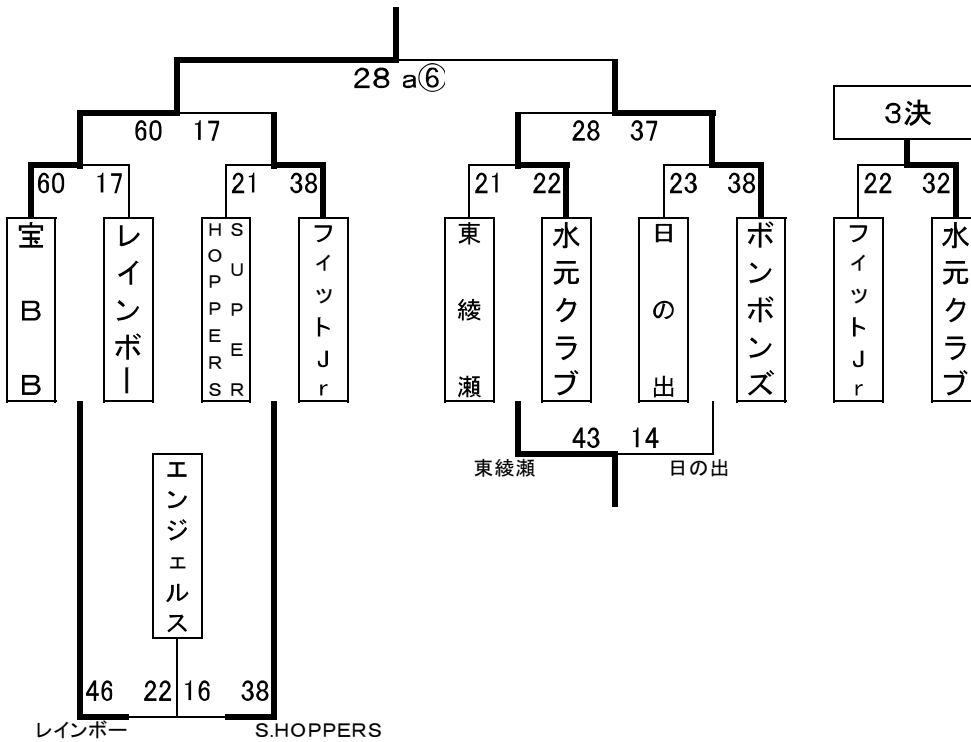 28 a⑥
60 17
28 37
3決
60 17
21 38
21 22
23 38
22 32
宝BB
レインボー
SUPER
HOPPERS
フィットJr
東綾瀬
水元クラブ
日の出
ボンボンズ
フィットJr
水元クラブ
43 14
東綾瀬
日の出
エンジェルス
46 22 16 38
レインボー
S.HOPPERS